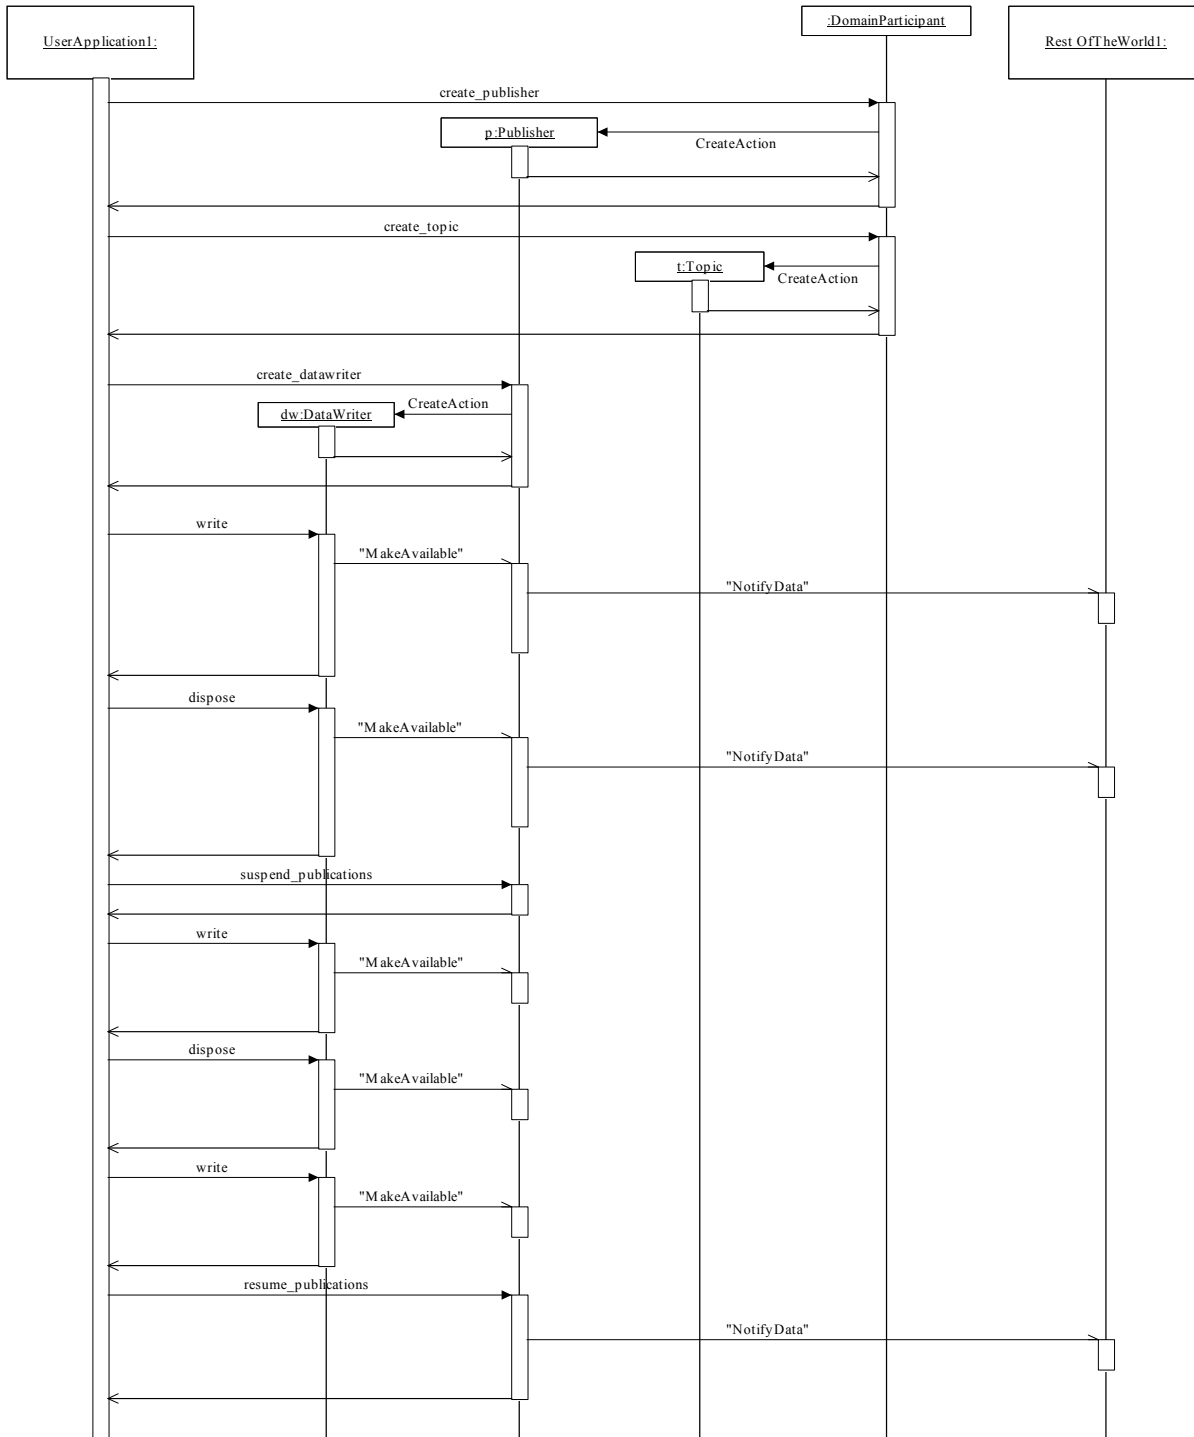 UserApplication1:
:DomainParticipant
Rest OfTheWorld1:
create_publisher
p:Publisher
CreateAction
create_topic
t:Topic
CreateAction
create_datawriter
CreateAction
dw:DataWriter
write
"MakeAvailable"
"NotifyData"
dispose
"MakeAvailable"
"NotifyData"
suspend_publications
write
"MakeAvailable"
dispose
"MakeAvailable"
write
"MakeAvailable"
resume_publications
"NotifyData"